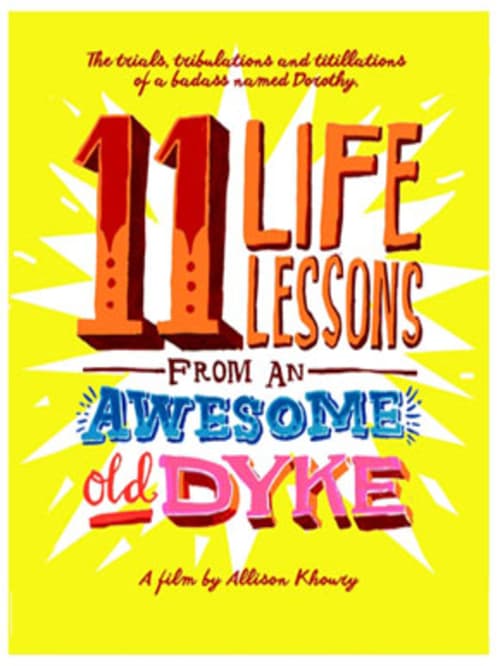 The trials, tribulations and titillations
of a badass named Dorothy.
11 LIFE
LESSONS
FROM AN
AWESOME
old DYKE
A film by Allison Khoury